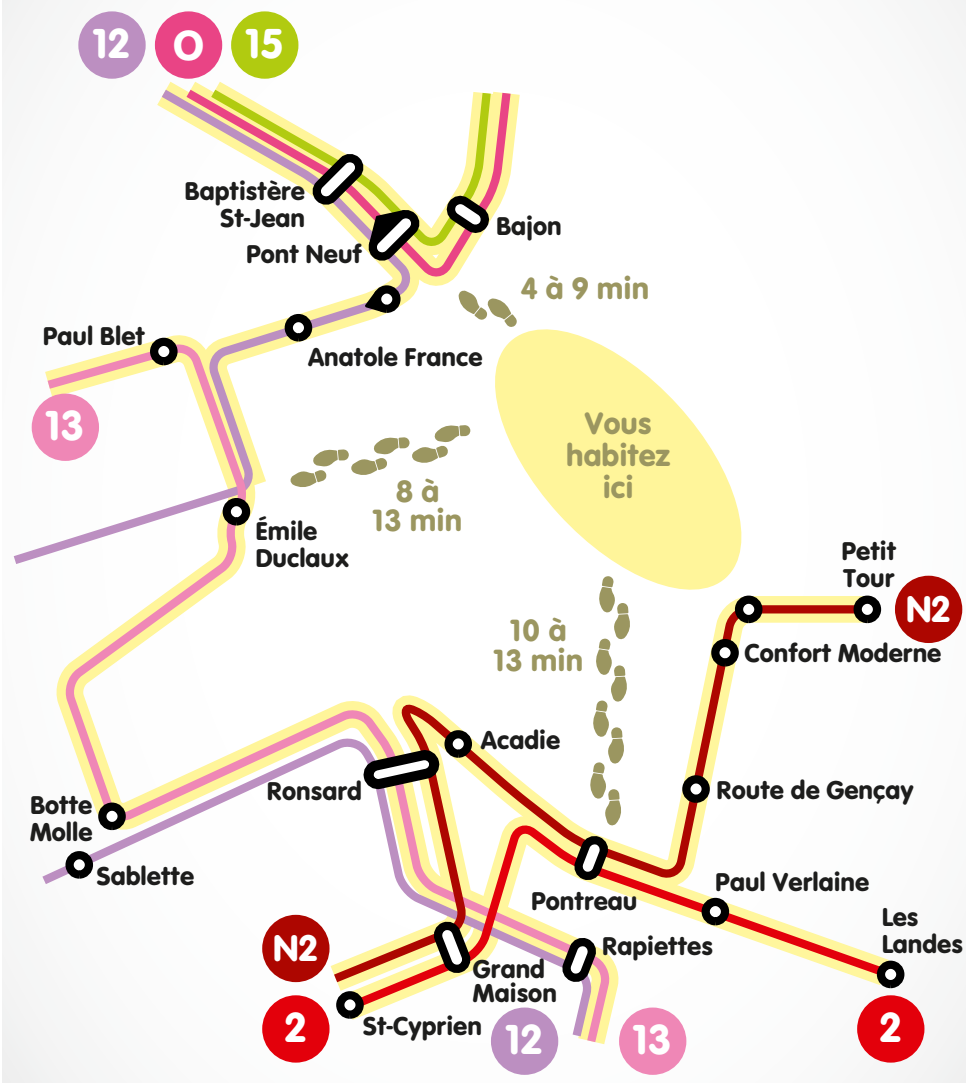 12 O 15
Baptistère
St-Jean
Pont Neuf
Bajon
4 à 9 min
Paul Blet
Anatole France
13
Vous
habitez
ici
8 à
13 min
Émile
Duclaux
Petit
Tour
N2
10 à
13 min
Confort Moderne
Acadie
Ronsard
Route de Gençay
Botte
Molle
Sablette
Paul Verlaine
Pontreau
Les
Landes
N2
Rapiettes
Grand
Maison
2
St-Cyprien
12
13
2